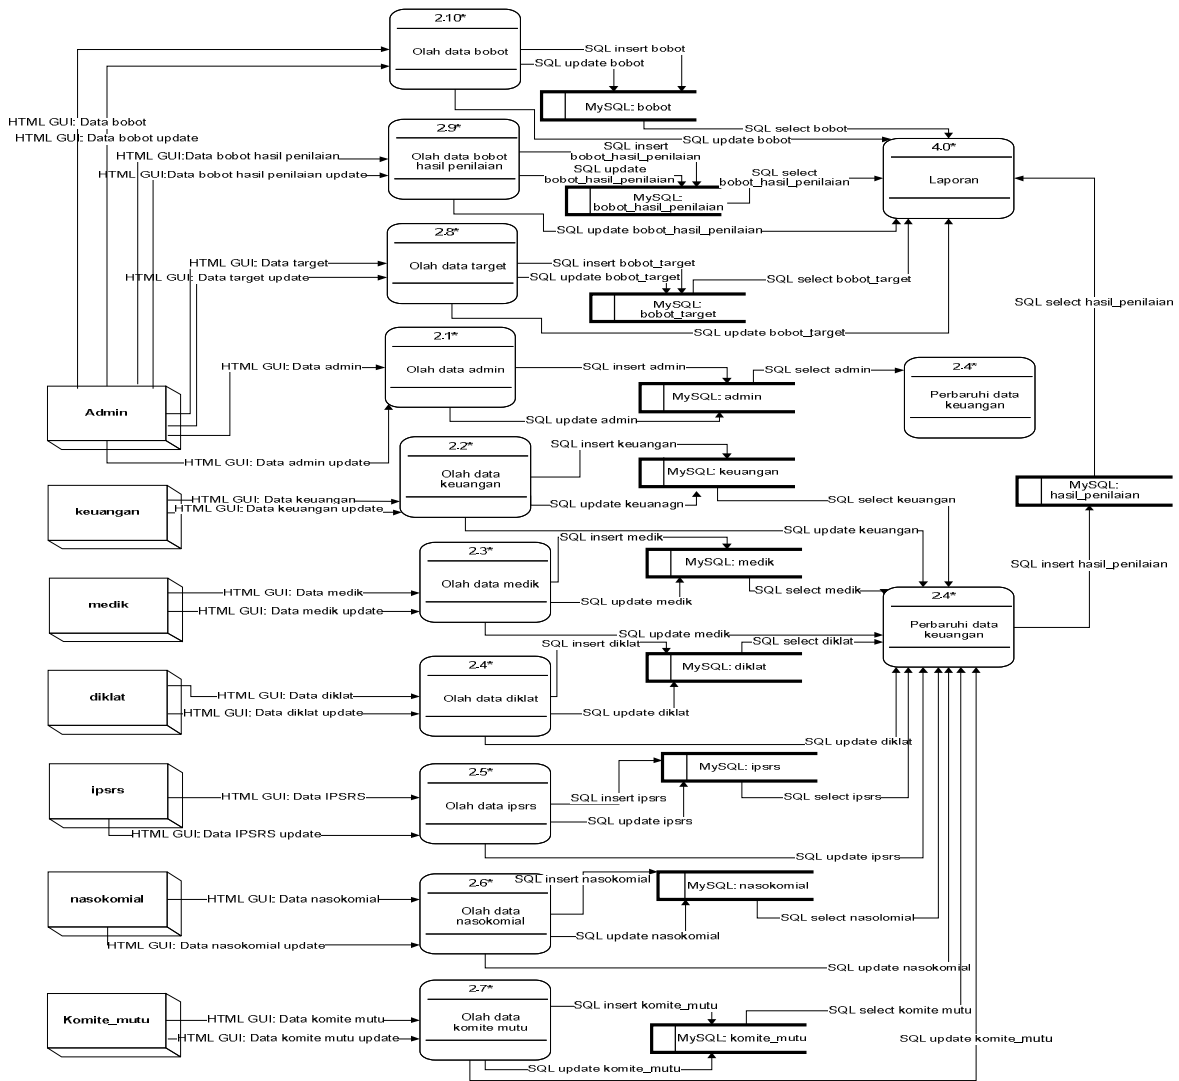 2.10*
Olah data bobot
SQL insert bobot
SQL update bobot
MySQL: bobot
HTML GUI: Data bobot
HTML GUI: Data bobot update
SQL select bobot
SQL update bobot
2.9*
Olah data bobot
hasil penilaian
HTML GUI:Data bobot hasil penilaian
HTML GUI:Data bobot hasil penilaian update
SQL insert
bobot_hasil_penilaian
SQL update
bobot_hasil_penilaian
MySQL:
bobot_hasil_penilaian
SQL select
bobot_hasil_penilaian
4.0*
Laporan
SQL update bobot_hasil_penilaian
2.8*
Olah data target
HTML GUI: Data target
HTML GUI: Data target update
SQL insert bobot_target
SQL update bobot_target
SQL select bobot_target
MySQL:
bobot_target
SQL update bobot_target
SQL select hasil_penilaian
2.1*
Olah data admin
HTML GUI: Data admin
SQL insert admin
SQL select admin
MySQL: admin
SQL update admin
2.4*
Perbaruhi data
keuangan
Admin
HTML GUI: Data admin update
2.2*
Olah data
keuangan
SQL insert keuangan
MySQL: keuangan
SQL update keuanagn
SQL select keuangan
SQL update keuangan
keuangan
HTML GUI: Data keuangan
HTML GUI: Data keuangan update
MySQL:
hasil_penilaian
SQL insert hasil_penilaian
2.3*
Olah data medik
SQL insert medik
MySQL: medik
SQL update medik
SQL select medik
SQL update medik
medik
HTML GUI: Data medik
HTML GUI: Data medik update
2.4*
Perbaruhi data
keuangan
2.4*
Olah data diklat
SQL insert diklat
SQL select diklat
MySQL: diklat
SQL update diklat
SQL update diklat
diklat
HTML GUI: Data diklat
HTML GUI: Data diklat update
2.5*
Olah data ipsrs
MySQL: ipsrs
SQL insert ipsrs
SQL select ipsrs
SQL update ipsrs
SQL update ipsrs
ipsrs
HTML GUI: Data IPSRS
HTML GUI: Data IPSRS update
2.6*
Olah data
nasokomial
SQL insert nasokomial
MySQL: nasokomial
SQL select nasolomial
SQL update nasokomial
SQL update nasokomial
nasokomial
HTML GUI: Data nasokomial
HTML GUI: Data nasokomial update
2.7*
Olah data
komite mutu
SQL insert komite_mutu
SQL select komite mutu
MySQL: komite_mutu
SQL update komite_mutu
SQL update komite_mutu
Komite_mutu
HTML GUI: Data komite mutu
HTML GUI: Data komite mutu update